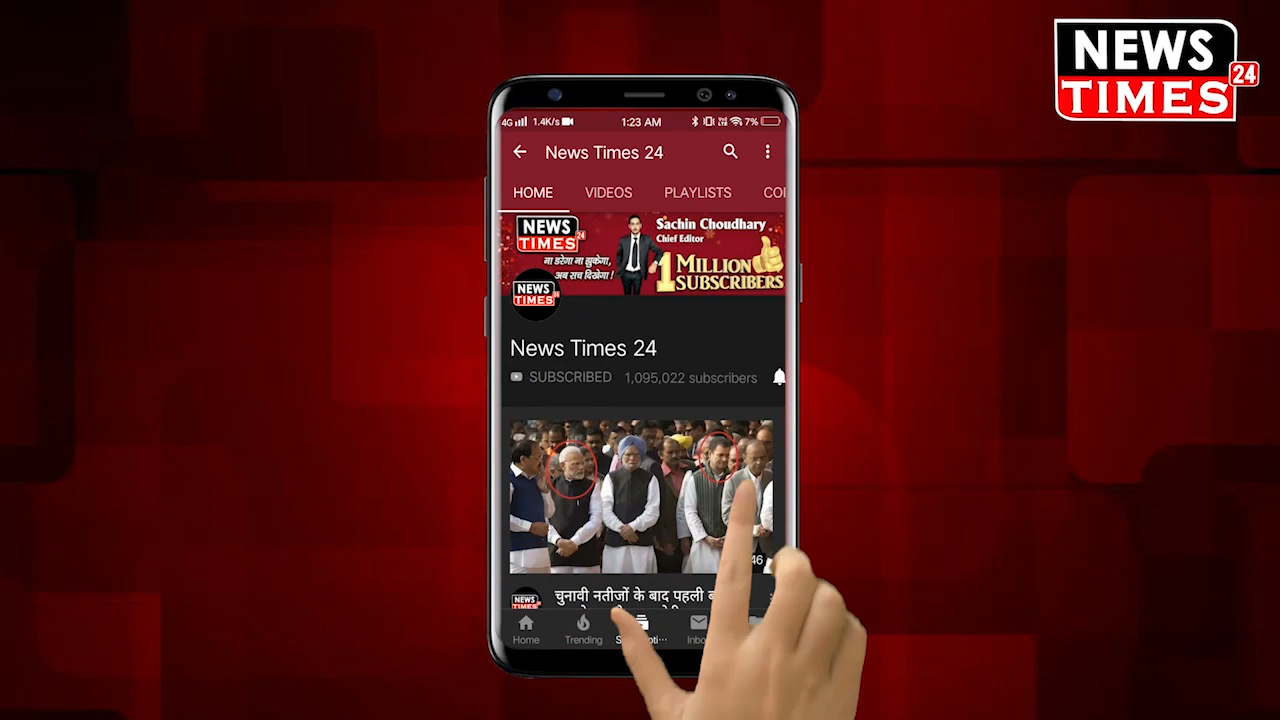 NEWS
TIMES 24
4G 1.4K/s 1:23 AM 7%
News Times 24
HOME VIDEOS PLAYLISTS
NEWS
TIMES 24
ना डरेगा ना झुकेगा,
अब सच दिखेगा !
Sachin Choudhary
Chief Editor
1 MILLION
SUBSCRIBERS
NEWS
TIMES
News Times 24
SUBSCRIBED 1,095,022 subscribers
46
NEWS
TIMES
चुनावी नतीजों के बाद पहली
Home Trending